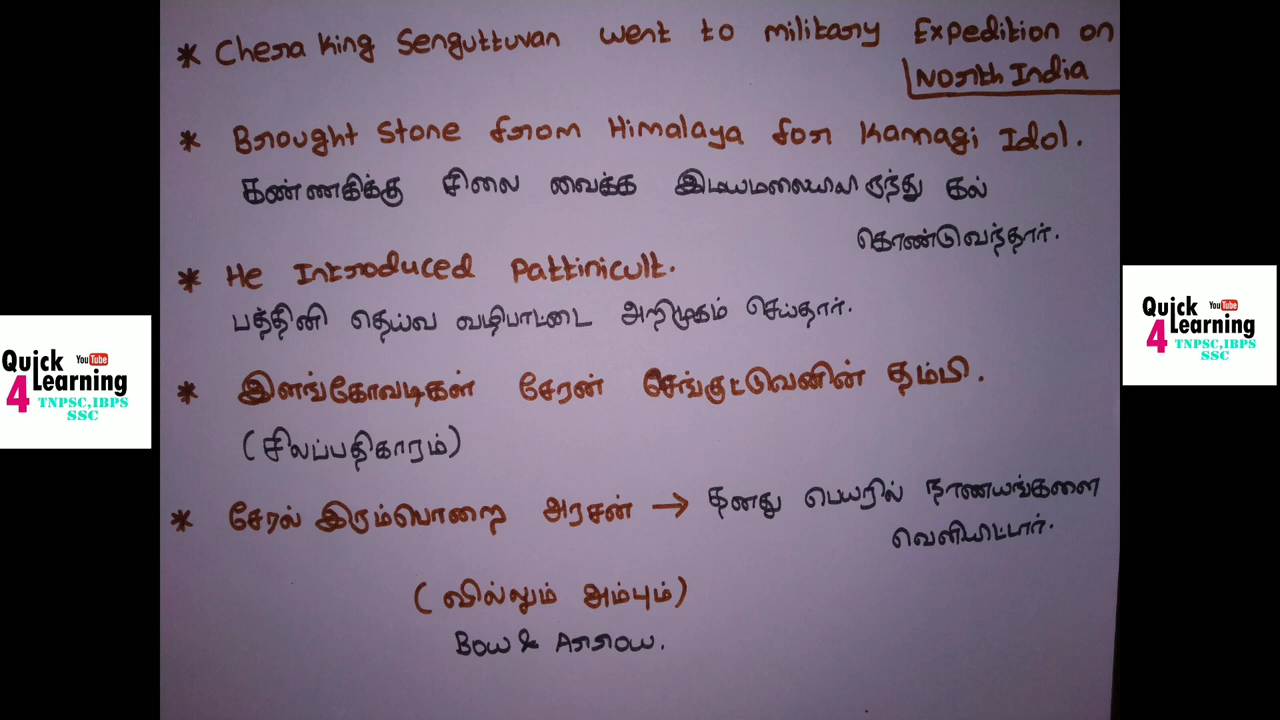 * Chera King Senguttuvan went to military Expedition on
North India
* Brought Stone from Himalaya for Kannagi Idol.
கண்ணகிக்கு சிலை வைக்க இமயமலையிலிருந்து கல்
கொண்டுவந்தார்.
* He Introduced Pattinicult.
பத்தினி தெய்வ வழிபாட்டை அறிமுகம் செய்தார்.
* இளங்கோவடிகள் சேரன் செங்குட்டுவனின் தம்பி.
(சிலப்பதிகாரம்)
* சேரல் இரும்பொறை அரசன் → தனது பெயரில் நாணயங்களை
வெளியிட்டார்.
(வில்லும் அம்பும்)
Bow & Arrow.
Quick YouTube
4 Learning
TNPSC,IBPS
SSC
Quick YouTube
4 Learning
TNPSC,IBPS
SSC